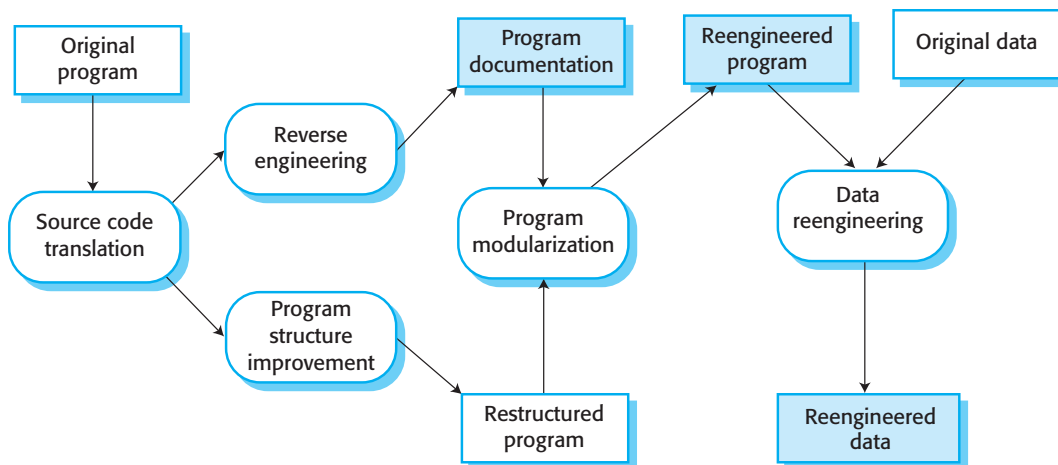 Original
program
Program
documentation
Reengineered
program
Original data
Reverse
engineering
Source code
translation
Program
modularization
Data
reengineering
Program
structure
improvement
Restructured
program
Reengineered
data